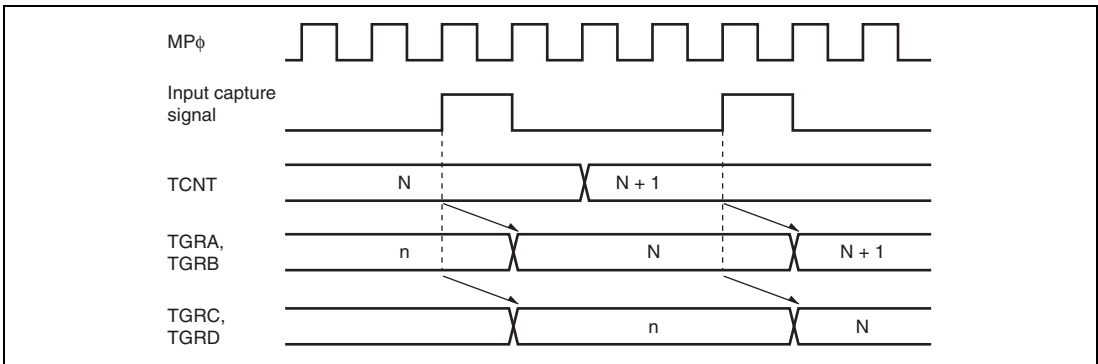 MPφ
Input capture
signal
TCNT
N
N + 1
TGRA,
TGRB
n
N
N + 1
TGRC,
TGRD
n
N